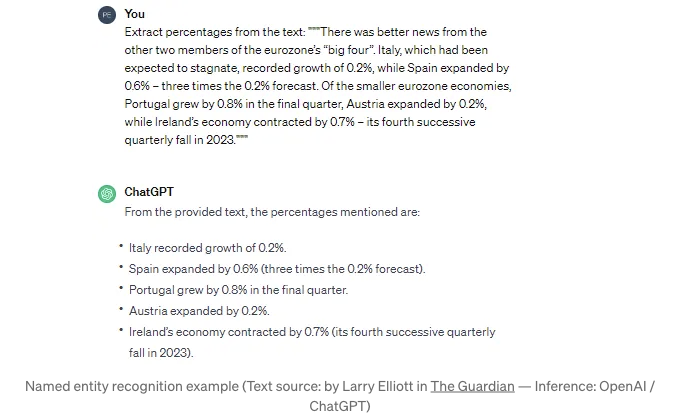 PE You
Extract percentages from the text: """There was better news from the
other two members of the eurozone's “big four”. Italy, which had been
expected to stagnate, recorded growth of 0.2%, while Spain expanded by
0.6% – three times the 0.2% forecast. Of the smaller eurozone economies,
Portugal grew by 0.8% in the final quarter, Austria expanded by 0.2%,
while Ireland's economy contracted by 0.7% – its fourth successive
quarterly fall in 2023."""
ChatGPT
From the provided text, the percentages mentioned are:
• Italy recorded growth of 0.2%.
• Spain expanded by 0.6% (three times the 0.2% forecast).
• Portugal grew by 0.8% in the final quarter.
• Austria expanded by 0.2%.
• Ireland's economy contracted by 0.7% (its fourth successive quarterly
fall in 2023).
Named entity recognition example (Text source: by Larry Elliott in The Guardian — Inference: OpenAI /
ChatGPT)